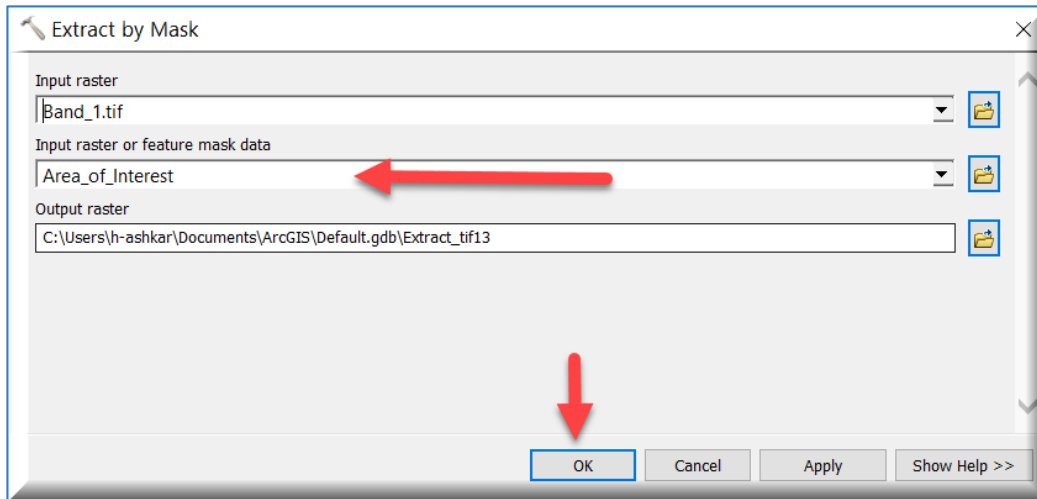 Extract by Mask
Input raster
Band_1.tif
Input raster or feature mask data
Area_of_Interest
Output raster
C:\Users\h-ashkar\Documents\ArcGIS\Default.gdb\Extract_tif13
OK Cancel Apply Show Help >>